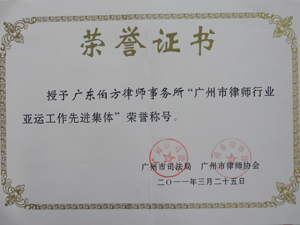 荣誉证书
授予广东伯方律师事务所“广州市律师行业
亚运工作先进集体”荣誉称号。
广州市司法局 广州市律师协会
二〇一一年三月二十五日